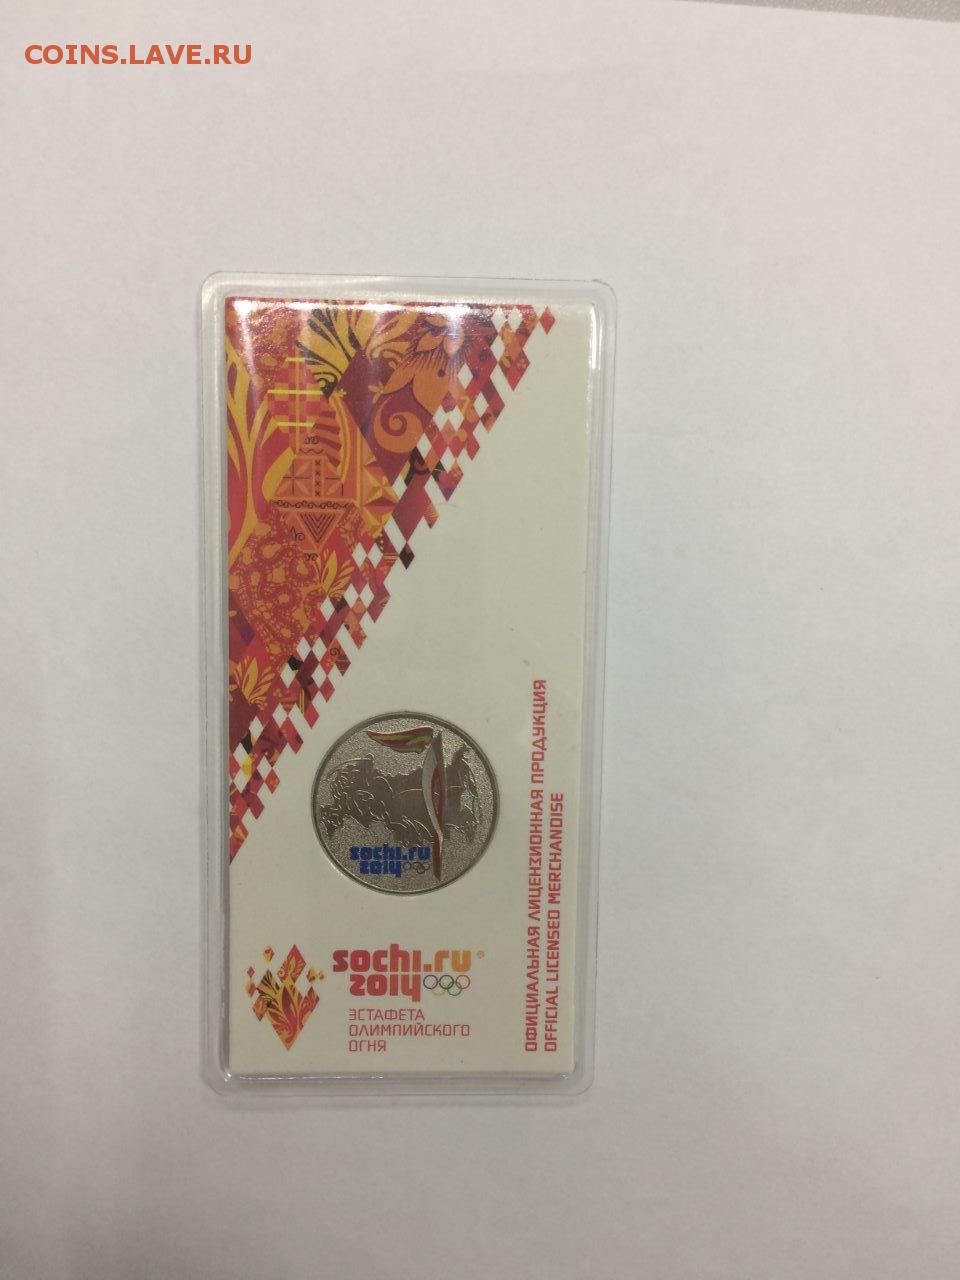 COINS.LAVE.RU
sochi.ru
2014
sochi.ru®
2014
ЭСТАФЕТА
ОЛИМПИЙСКОГО
ОГНЯ
ОФИЦИАЛЬНАЯ ЛИЦЕНЗИОННАЯ ПРОДУКЦИЯ
OFFICIAL LICENSED MERCHANDISE